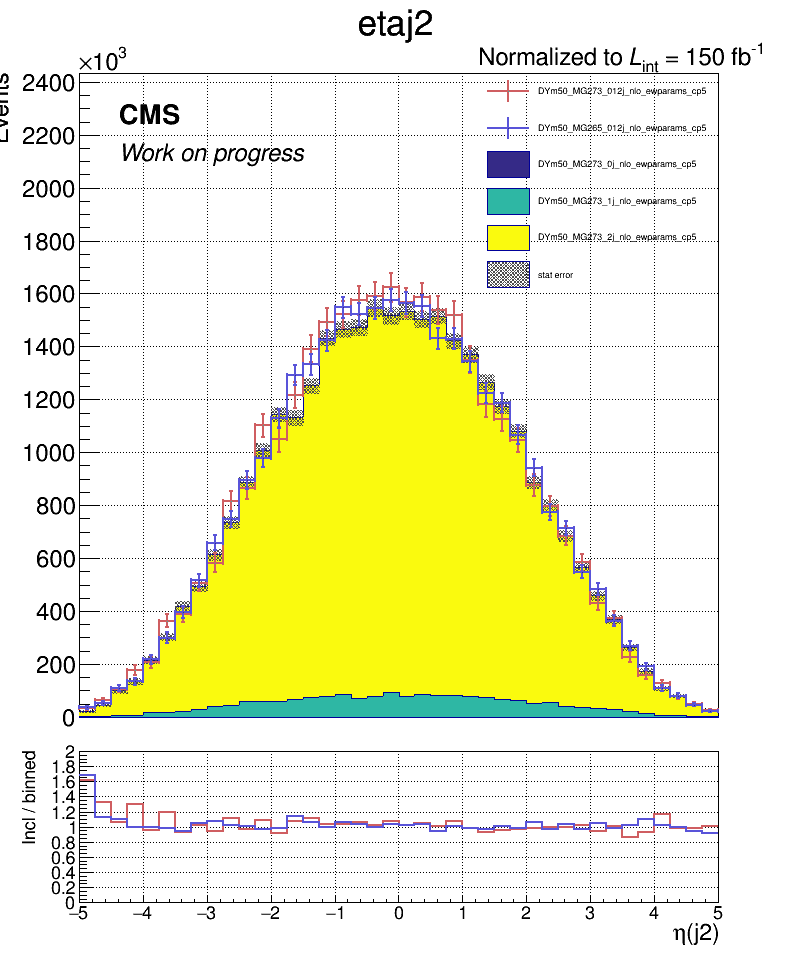 etaj2
×10³
Normalized to L_int = 150 fb⁻¹
Events
CMS
Work on progress
DYm50_MG273_012j_nlo_ewparams_cp5
DYm50_MG265_012j_nlo_ewparams_cp5
DYm50_MG273_0j_nlo_ewparams_cp5
DYm50_MG273_1j_nlo_ewparams_cp5
DYm50_MG273_2j_nlo_ewparams_cp5
stat error
2400
2200
2000
1800
1600
1400
1200
1000
800
600
400
200
0
Incl / binned
2
1.8
1.6
1.4
1.2
1
0.8
0.6
0.4
0.2
0
−5 −4 −3 −2 −1 0 1 2 3 4 5
η(j2)